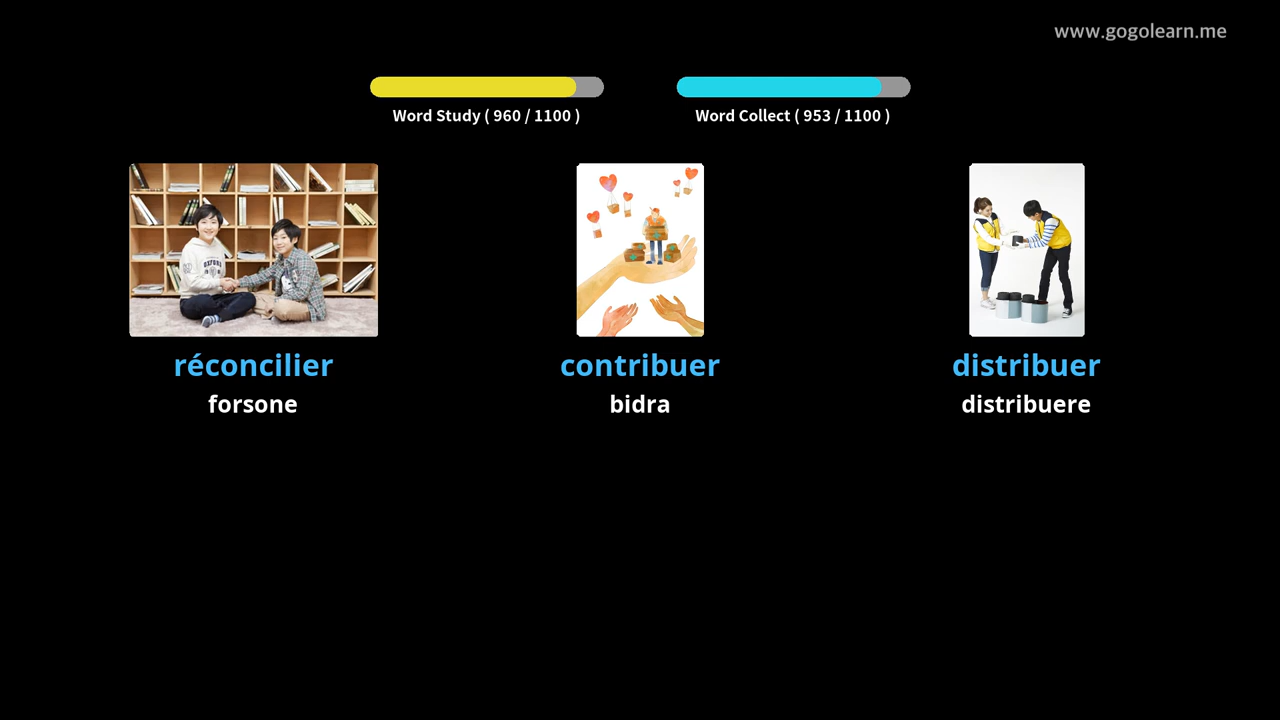 www.gogolearn.me
Word Study ( 960 / 1100 )
Word Collect ( 953 / 1100 )
réconcilier
forsone
contribuer
bidra
distribuer
distribuere